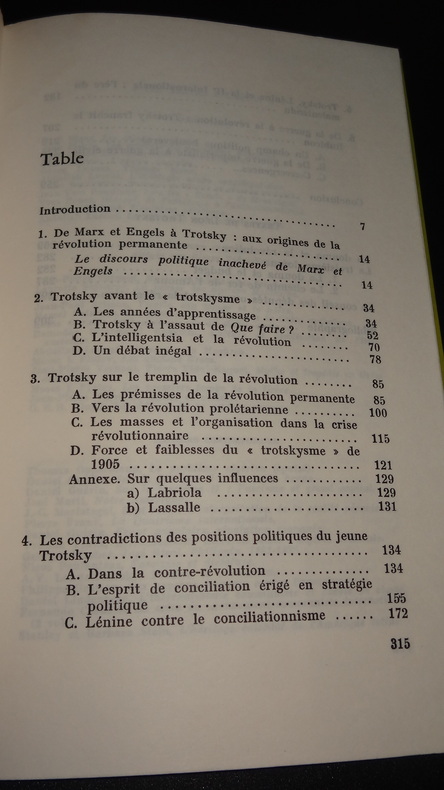 Table
Introduction .......... 7
1. De Marx et Engels à Trotsky : aux origines de la
révolution permanente .......... 14
Le discours politique inachevé de Marx et
Engels .......... 14
2. Trotsky avant le « trotskysme » .......... 34
A. Les années d'apprentissage .......... 34
B. Trotsky à l'assaut de Que faire ? .......... 52
C. L'intelligentsia et la révolution .......... 70
D. Un débat inégal .......... 78
3. Trotsky sur le tremplin de la révolution ........ 85
A. Les prémisses de la révolution permanente 85
B. Vers la révolution prolétarienne .......... 100
C. Les masses et l'organisation dans la crise
révolutionnaire .......... 115
D. Force et faiblesses du « trotskysme » de
1905 .......... 121
Annexe. Sur quelques influences .......... 129
a) Labriola .......... 129
b) Lassalle .......... 131
4. Les contradictions des positions politiques du jeune
Trotsky .......... 134
A. Dans la contre-révolution .......... 134
B. L'esprit de conciliation érigé en stratégie
politique .......... 155
C. Lénine contre le conciliationnisme ...... 172
315